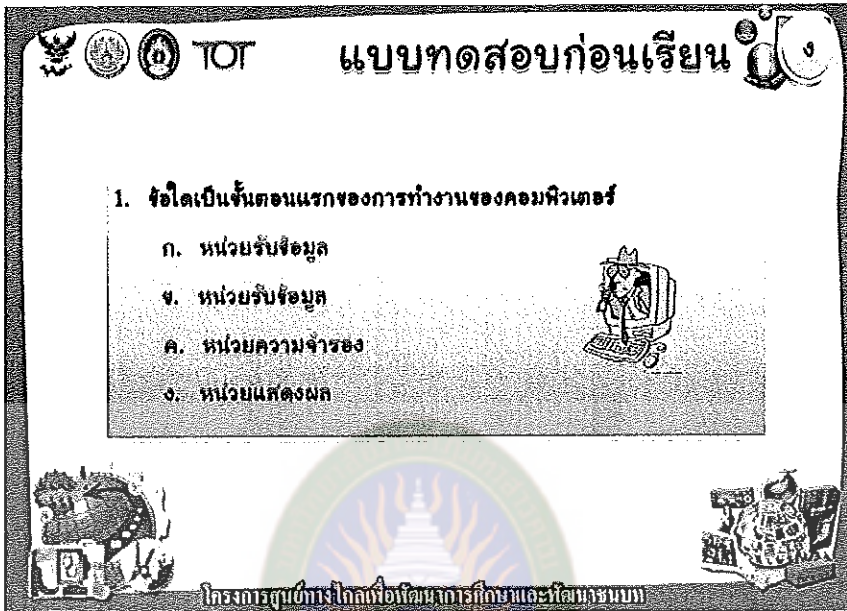 TOT แบบทดสอบก่อนเรียน ง
1. ข้อใดเป็นขั้นตอนแรกของการทำงานของคอมพิวเตอร์
ก. หน่วยรับข้อมูล
ข. หน่วยรับข้อมูล
ค. หน่วยความจำรอง
ง. หน่วยแสดงผล
โครงการศูนย์ทางไกลเพื่อพัฒนาการศึกษาและพัฒนาชนบท